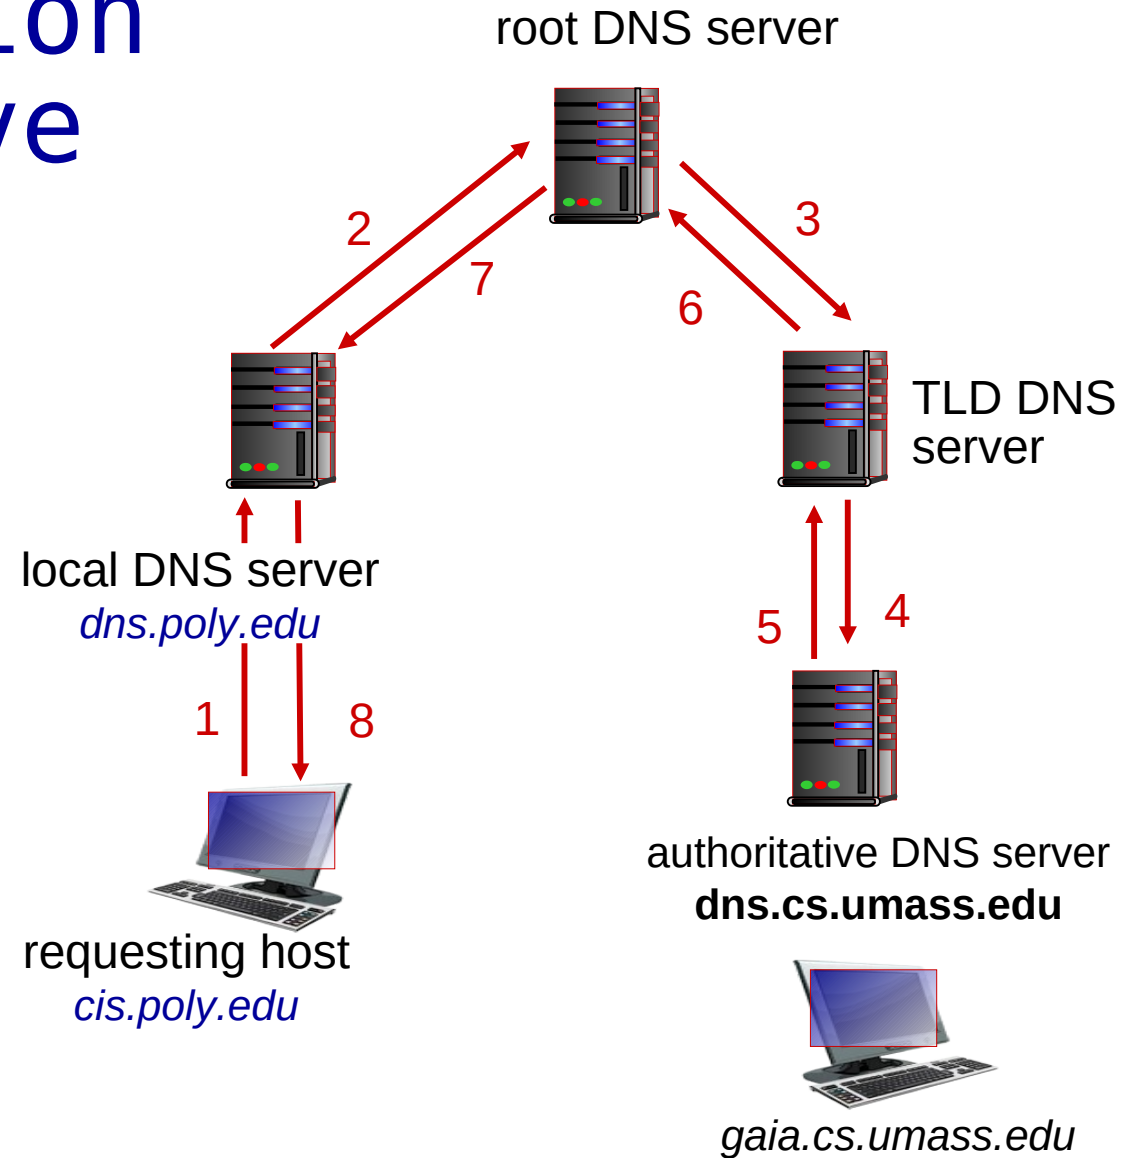 root DNS server
2
3
7
6
TLD DNS
server
local DNS server
dns.poly.edu
5
4
1
8
authoritative DNS server
dns.cs.umass.edu
requesting host
cis.poly.edu
gaia.cs.umass.edu